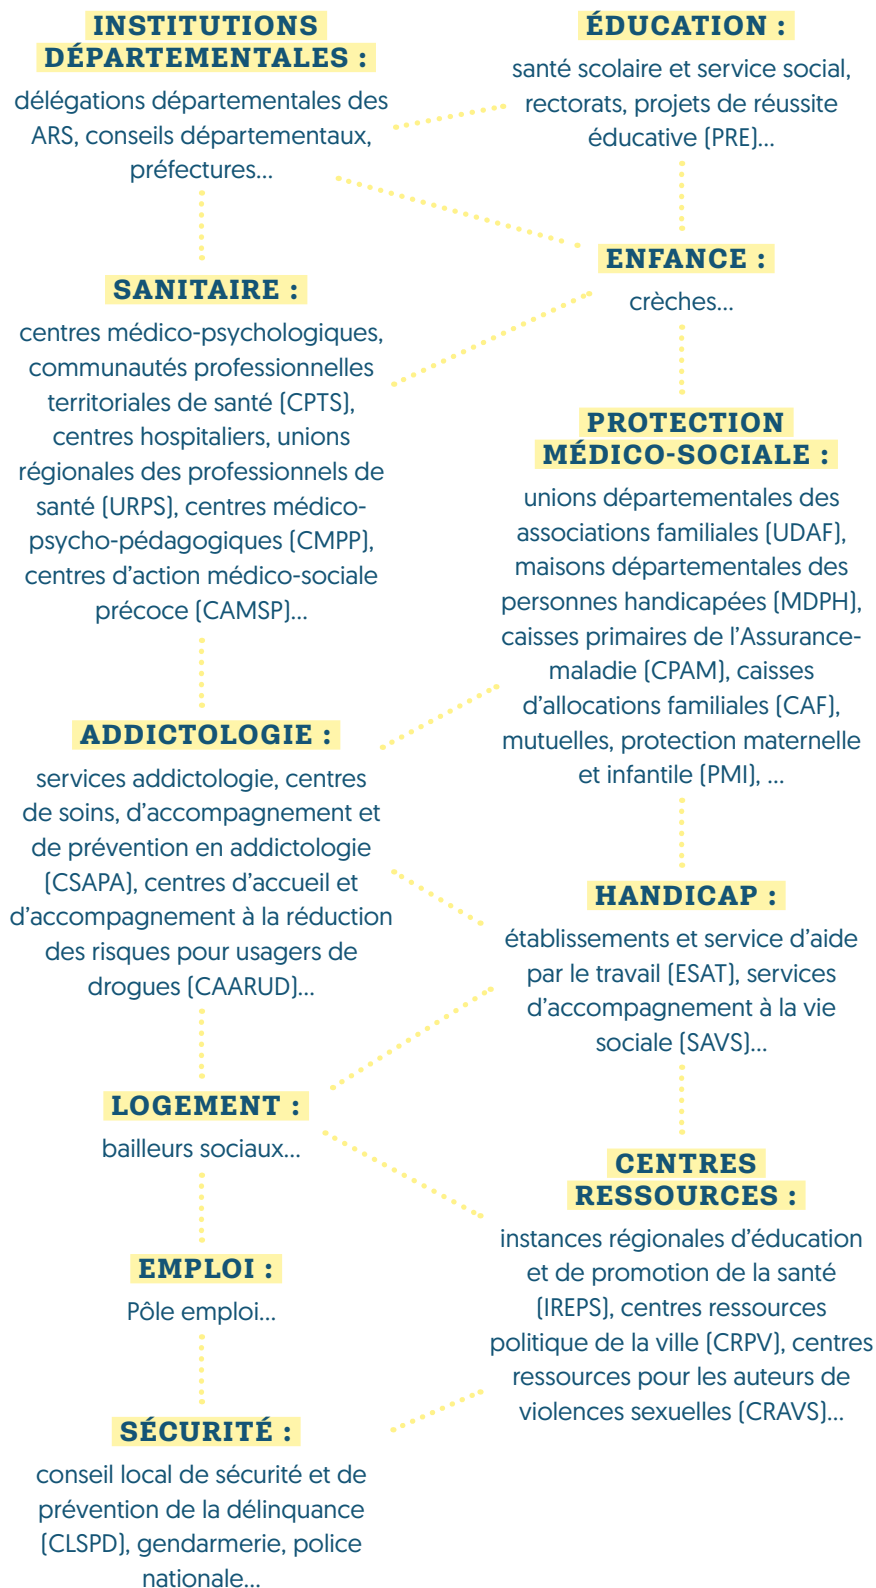 INSTITUTIONS
DÉPARTEMENTALES :
délégations départementales des
ARS, conseils départementaux,
préfectures...
SANITAIRE :
centres médico-psychologiques,
communautés professionnelles
territoriales de santé (CPTS),
centres hospitaliers, unions
régionales des professionnels de
santé (URPS), centres médico-
psycho-pédagogiques (CMPP),
centres d'action médico-sociale
précoce (CAMSP)...
ADDICTOLOGIE :
services addictologie, centres
de soins, d'accompagnement et
de prévention en addictologie
(CSAPA), centres d'accueil et
d'accompagnement à la réduction
des risques pour usagers de
drogues (CAARUD)...
LOGEMENT :
bailleurs sociaux...
EMPLOI :
Pôle emploi...
SÉCURITÉ :
conseil local de sécurité et de
prévention de la délinquance
(CLSPD), gendarmerie, police
nationale...
ÉDUCATION :
santé scolaire et service social,
rectorats, projets de réussite
éducative (PRE)...
ENFANCE :
crèches...
PROTECTION
MÉDICO-SOCIALE :
unions départementales des
associations familiales (UDAF),
maisons départementales des
personnes handicapées (MDPH),
caisses primaires de l'Assurance-
maladie (CPAM), caisses
d'allocations familiales (CAF),
mutuelles, protection maternelle
et infantile (PMI), ...
HANDICAP :
établissements et service d'aide
par le travail (ESAT), services
d'accompagnement à la vie
sociale (SAVS)...
CENTRES
RESSOURCES :
instances régionales d'éducation
et de promotion de la santé
(IREPS), centres ressources
politique de la ville (CRPV), centres
ressources pour les auteurs de
violences sexuelles (CRAVS)...